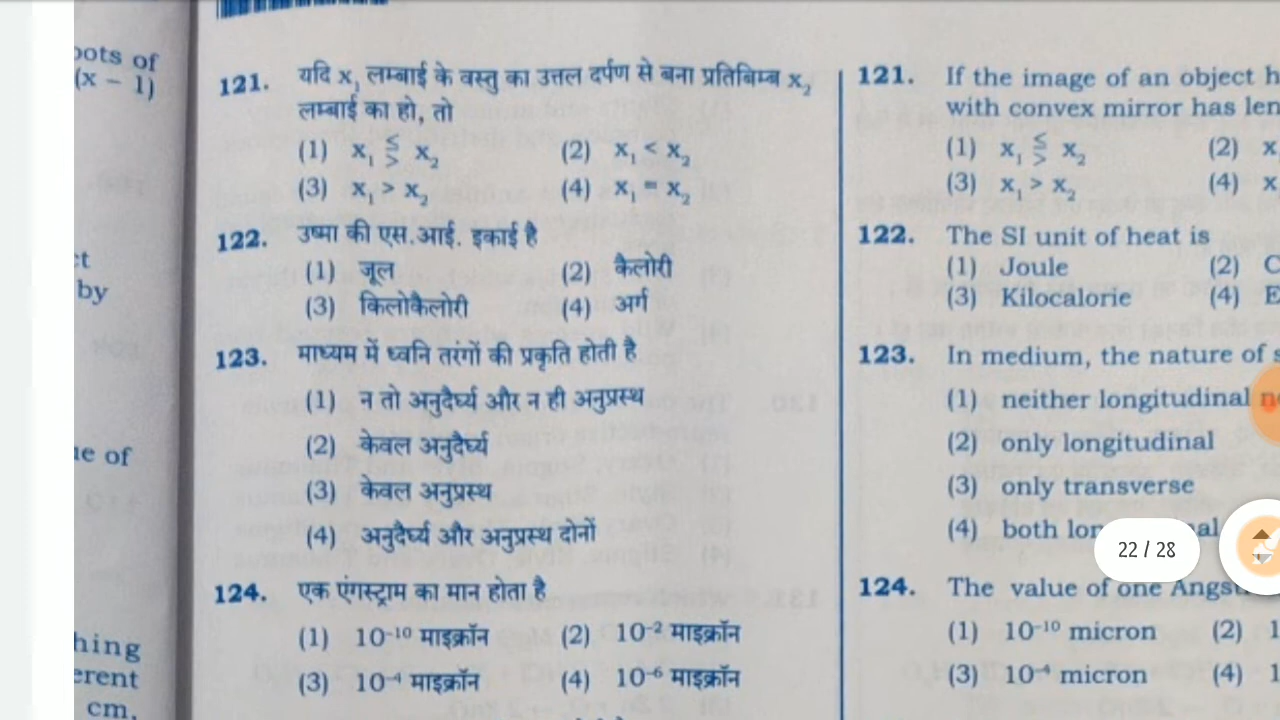 oots of
(x – 1)
ct
by
ue of
hing
erent
cm,
121. यदि x₁ लम्बाई के वस्तु का उत्तल दर्पण से बना प्रतिबिम्ब x₂
लम्बाई का हो, तो
(1) x₁ ≶ x₂ (2) x₁ < x₂
(3) x₁ > x₂ (4) x₁ = x₂
122. उष्मा की एस.आई. इकाई है
(1) जूल (2) कैलोरी
(3) किलोकैलोरी (4) अर्ग
123. माध्यम में ध्वनि तरंगों की प्रकृति होती है
(1) न तो अनुदैर्घ्य और न ही अनुप्रस्थ
(2) केवल अनुदैर्घ्य
(3) केवल अनुप्रस्थ
(4) अनुदैर्घ्य और अनुप्रस्थ दोनों
124. एक एंगस्ट्राम का मान होता है
(1) 10⁻¹⁰ माइक्रॉन (2) 10⁻² माइक्रॉन
(3) 10⁻⁴ माइक्रॉन (4) 10⁻⁶ माइक्रॉन
121. If the image of an object h
with convex mirror has len
(1) x₁ ≶ x₂ (2) x
(3) x₁ > x₂ (4) x
122. The SI unit of heat is
(1) Joule (2) C
(3) Kilocalorie (4) E
123. In medium, the nature of s
(1) neither longitudinal n
(2) only longitudinal
(3) only transverse
(4) both lon al
22 / 28
124. The value of one Angst
(1) 10⁻¹⁰ micron (2) 1
(3) 10⁻⁴ micron (4) 1